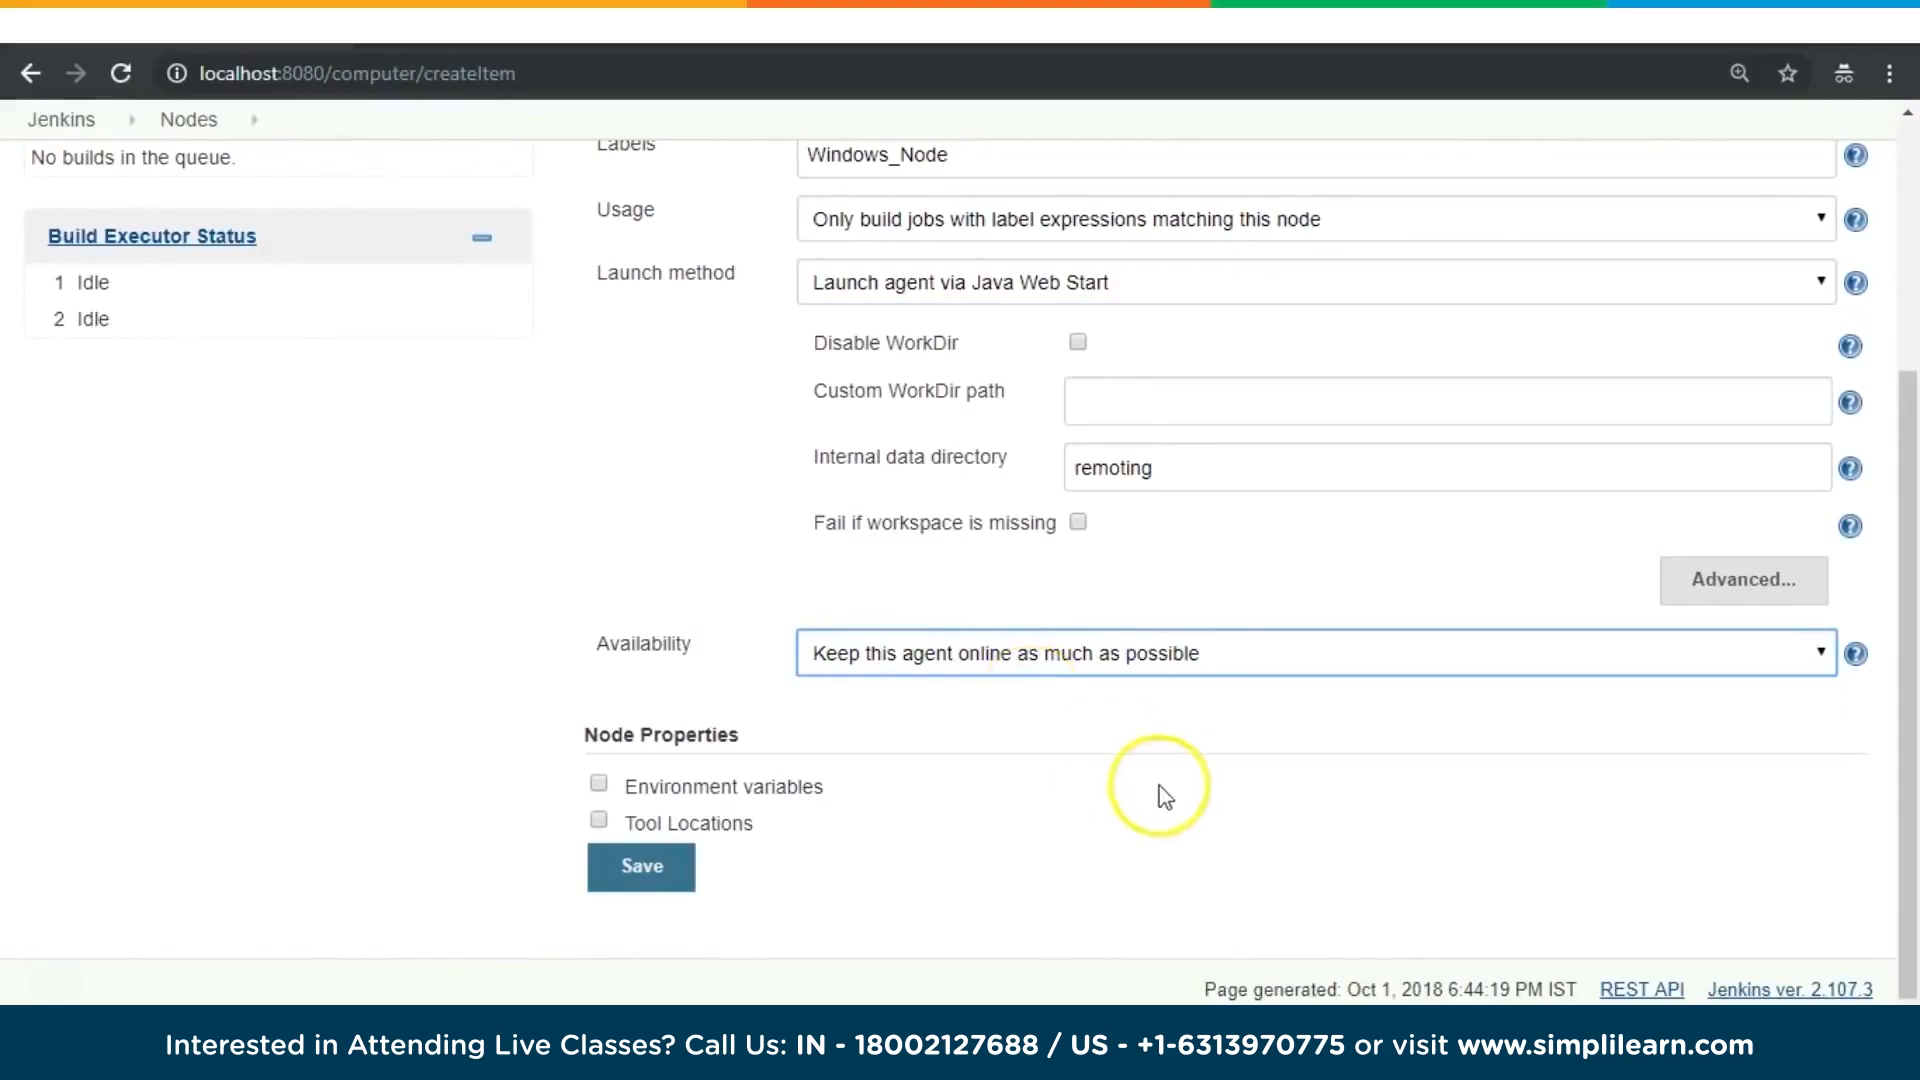 localhost:8080/computer/createItem
Jenkins Nodes
Labels Windows_Node
No builds in the queue.
Usage Only build jobs with label expressions matching this node
Build Executor Status
1 Idle
2 Idle
Launch method Launch agent via Java Web Start
Disable WorkDir
Custom WorkDir path
Internal data directory remoting
Fail if workspace is missing
Advanced...
Availability Keep this agent online as much as possible
Node Properties
Environment variables
Tool Locations
Save
Page generated: Oct 1, 2018 6:44:19 PM IST REST API Jenkins ver. 2.107.3
Interested in Attending Live Classes? Call Us: IN - 18002127688 / US - +1-6313970775 or visit www.simplilearn.com